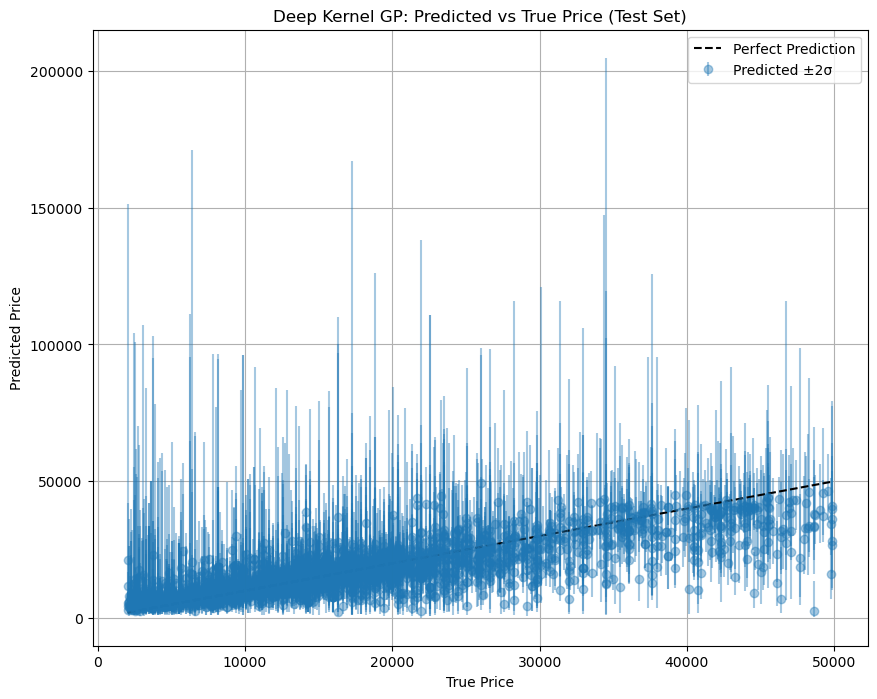 Deep Kernel GP: Predicted vs True Price (Test Set)
Perfect Prediction
Predicted ±2σ
Predicted Price
200000
150000
100000
50000
0
0 10000 20000 30000 40000 50000
True Price